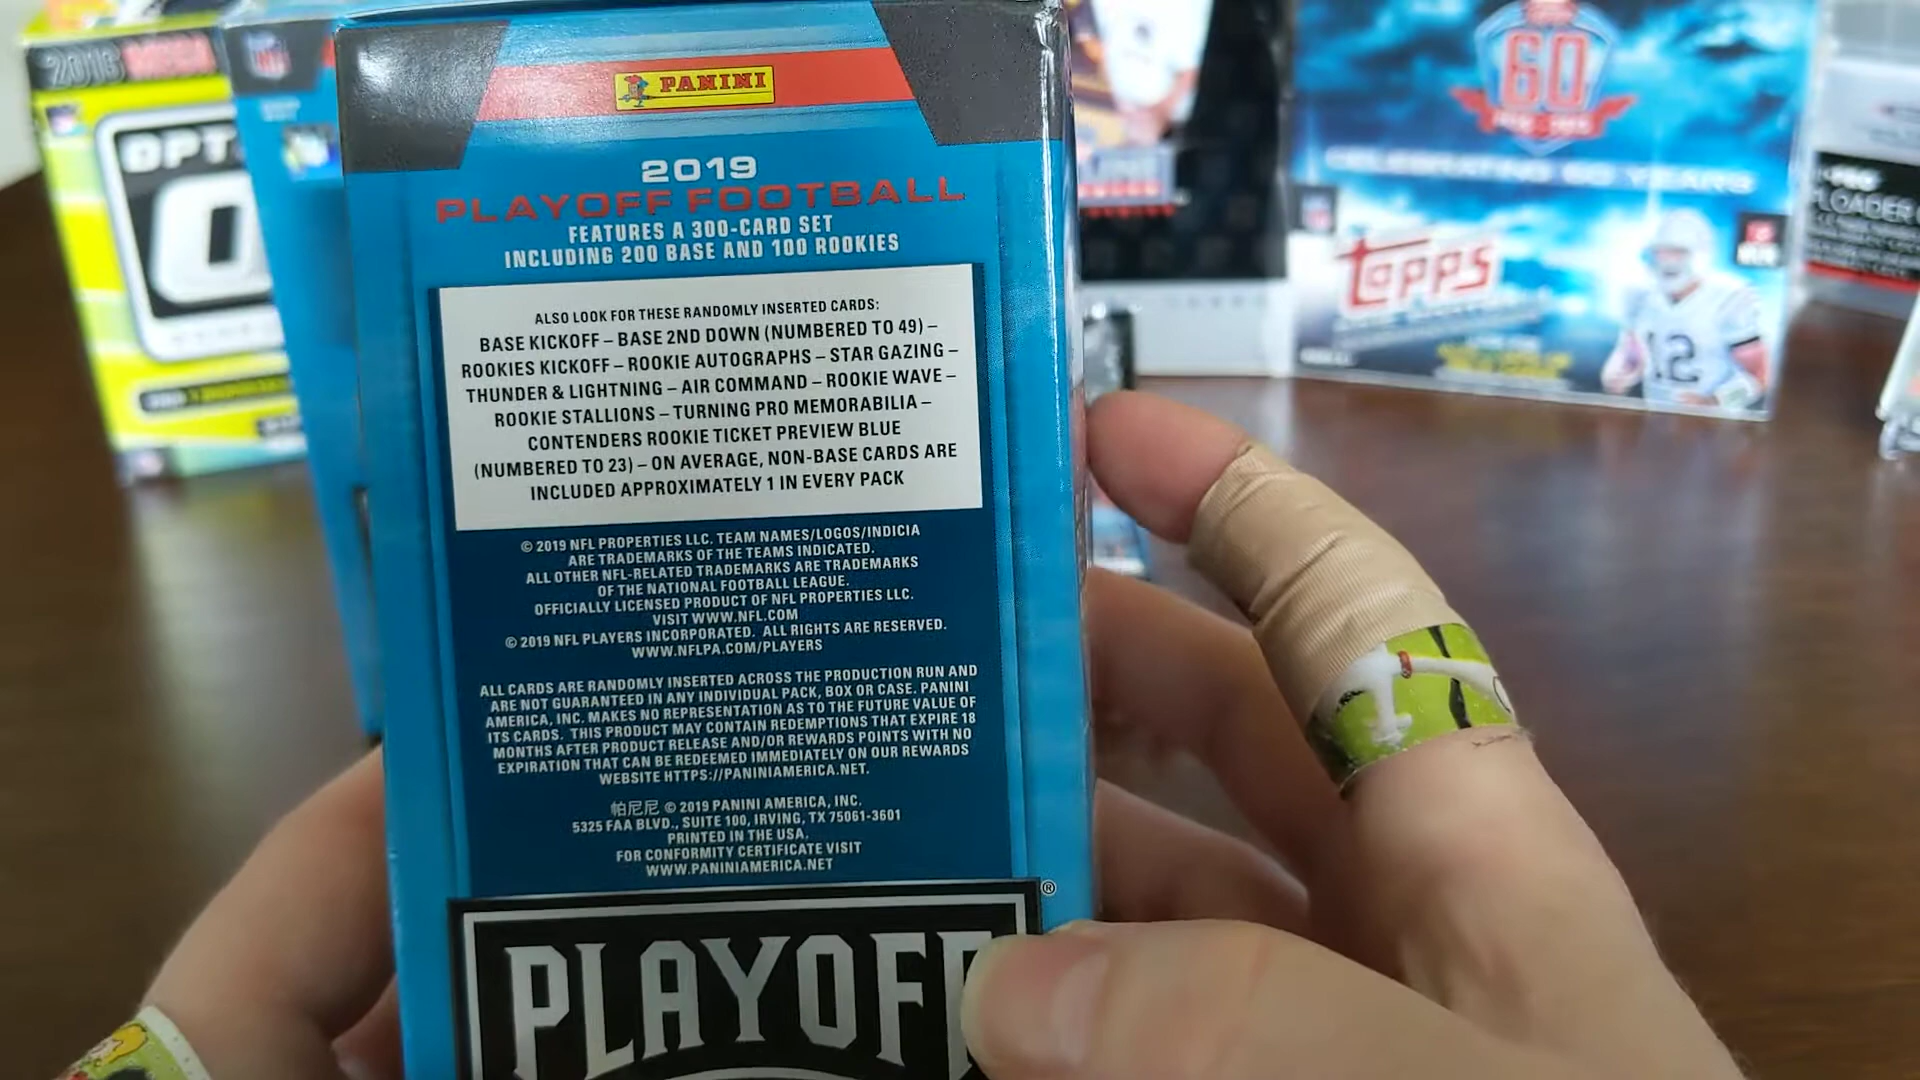 PANINI
2019
PLAYOFF FOOTBALL
FEATURES A 300-CARD SET
INCLUDING 200 BASE AND 100 ROOKIES
ALSO LOOK FOR THESE RANDOMLY INSERTED CARDS:
BASE KICKOFF – BASE 2ND DOWN (NUMBERED TO 49) –
ROOKIES KICKOFF – ROOKIE AUTOGRAPHS – STAR GAZING –
THUNDER & LIGHTNING – AIR COMMAND – ROOKIE WAVE –
ROOKIE STALLIONS – TURNING PRO MEMORABILIA –
CONTENDERS ROOKIE TICKET PREVIEW BLUE
(NUMBERED TO 23) – ON AVERAGE, NON-BASE CARDS ARE
INCLUDED APPROXIMATELY 1 IN EVERY PACK
© 2019 NFL PROPERTIES LLC. TEAM NAMES/LOGOS/INDICIA
ARE TRADEMARKS OF THE TEAMS INDICATED.
ALL OTHER NFL-RELATED TRADEMARKS ARE TRADEMARKS
OF THE NATIONAL FOOTBALL LEAGUE.
OFFICIALLY LICENSED PRODUCT OF NFL PROPERTIES LLC.
VISIT WWW.NFL.COM
© 2019 NFL PLAYERS INCORPORATED. ALL RIGHTS ARE RESERVED.
WWW.NFLPA.COM/PLAYERS
ALL CARDS ARE RANDOMLY INSERTED ACROSS THE PRODUCTION RUN AND
ARE NOT GUARANTEED IN ANY INDIVIDUAL PACK, BOX OR CASE. PANINI
AMERICA, INC. MAKES NO REPRESENTATION AS TO THE FUTURE VALUE OF
ITS CARDS. THIS PRODUCT MAY CONTAIN REDEMPTIONS THAT EXPIRE 18
MONTHS AFTER PRODUCT RELEASE AND/OR REWARDS POINTS WITH NO
EXPIRATION THAT CAN BE REDEEMED IMMEDIATELY ON OUR REWARDS
WEBSITE HTTPS://PANINIAMERICA.NET.
帕尼尼 © 2019 PANINI AMERICA, INC.
5325 FAA BLVD., SUITE 100, IRVING, TX 75061-3601
PRINTED IN THE USA.
FOR CONFORMITY CERTIFICATE VISIT
WWW.PANINIAMERICA.NET
PLAYOFF ®
2018 MEGA
OPT
60
CELEBRATING 60 YEARS
TOPPS
12